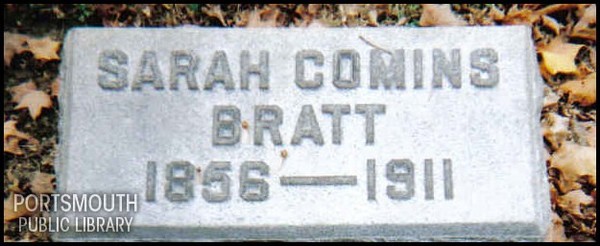 SARAH COMINS
BRATT
1856—1911
PORTSMOUTH
PUBLIC LIBRARY